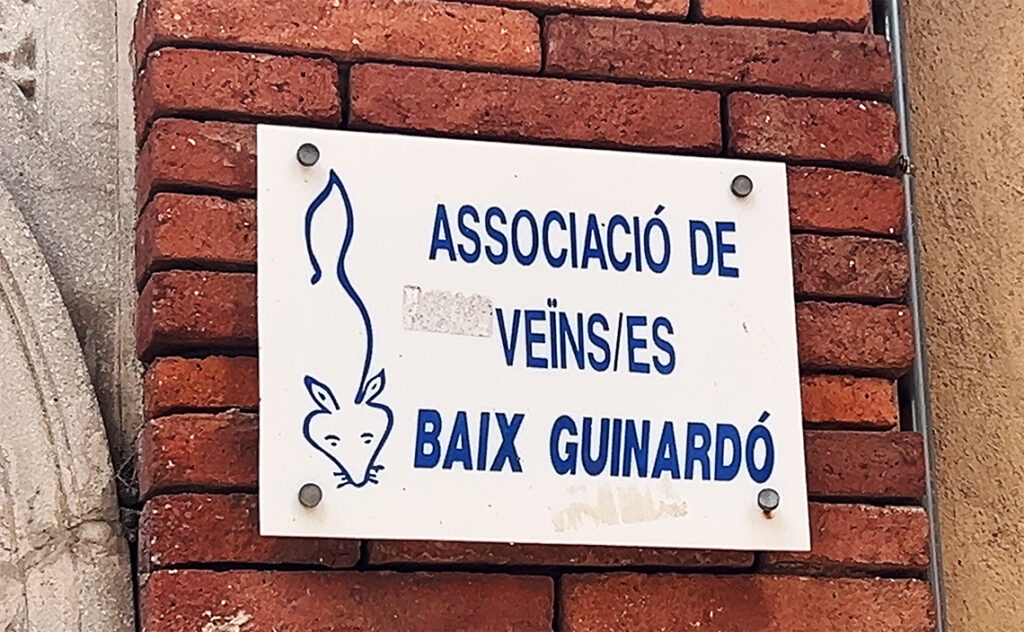 ASSOCIACIÓ DE
VEÏNS/ES
BAIX GUINARDÓ